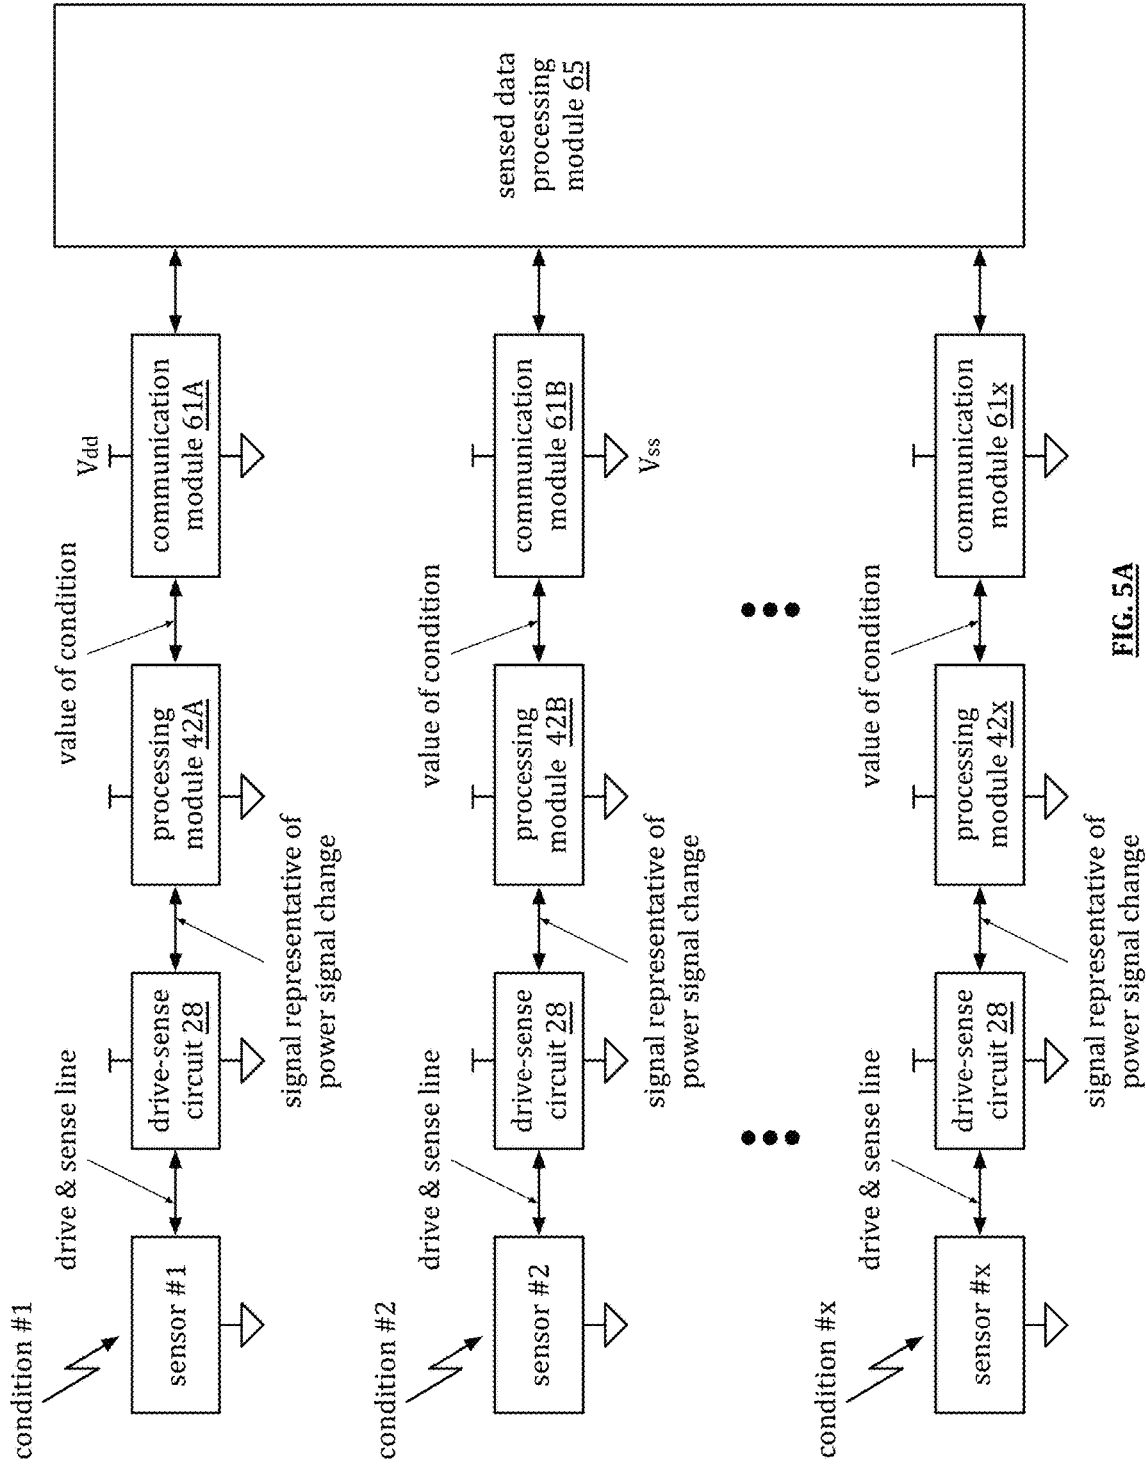 condition #1
sensor #1
drive & sense line
drive-sense
circuit 28
signal representative of
power signal change
processing
module 42A
value of condition
Vdd
communication
module 61A
condition #2
sensor #2
drive & sense line
drive-sense
circuit 28
signal representative of
power signal change
processing
module 42B
value of condition
communication
module 61B
Vss
condition #x
sensor #x
drive & sense line
drive-sense
circuit 28
signal representative of
power signal change
processing
module 42x
value of condition
communication
module 61x
sensed data
processing
module 65
FIG. 5A